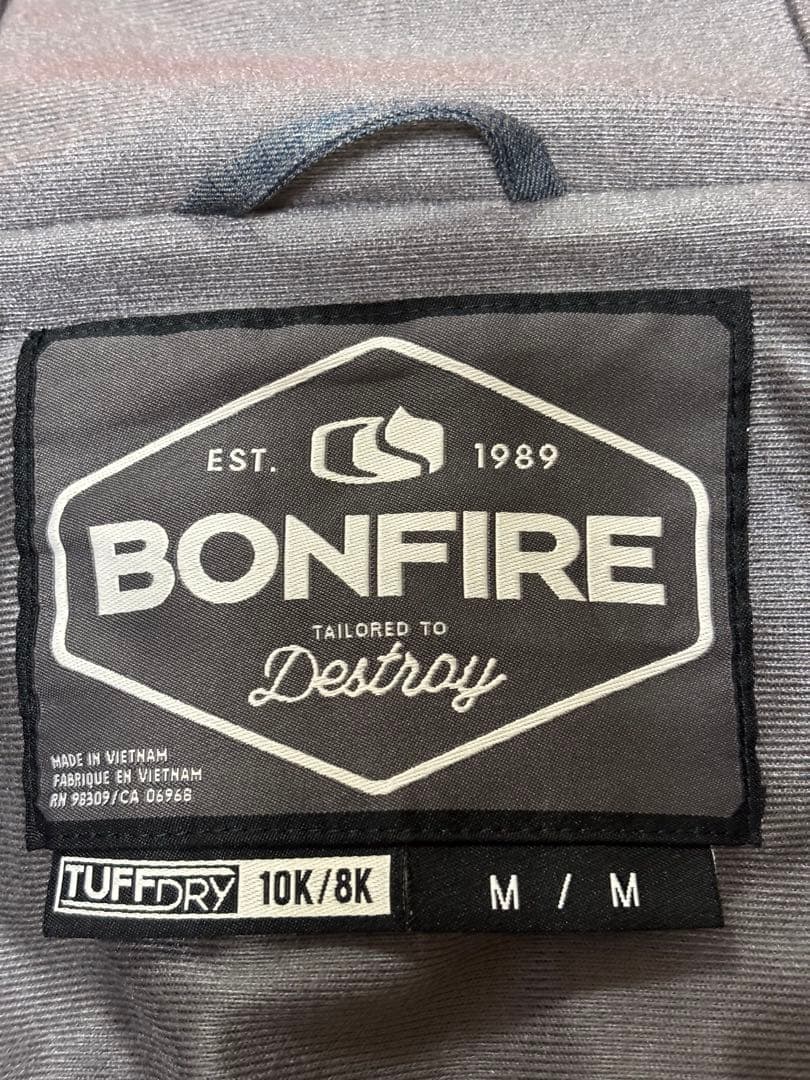 EST. 1989
BONFIRE
TAILORED TO
Destroy
MADE IN VIETNAM
FABRIQUE EN VIETNAM
RN 98309/CA 06968
TUFFDRY 10K/8K M / M